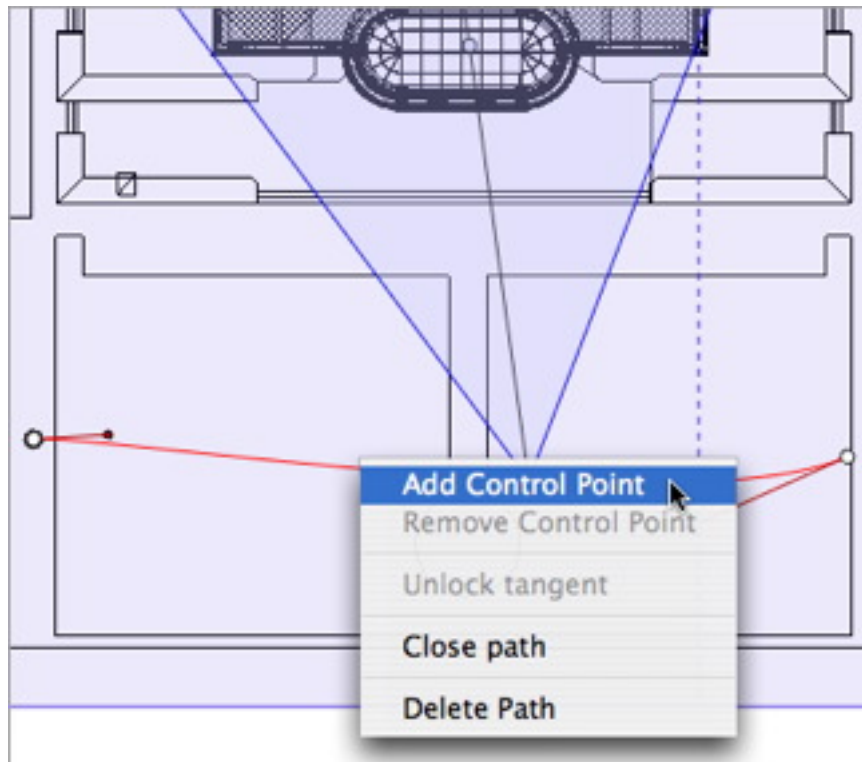 Add Control Point
Remove Control Point
Unlock tangent
Close path
Delete Path